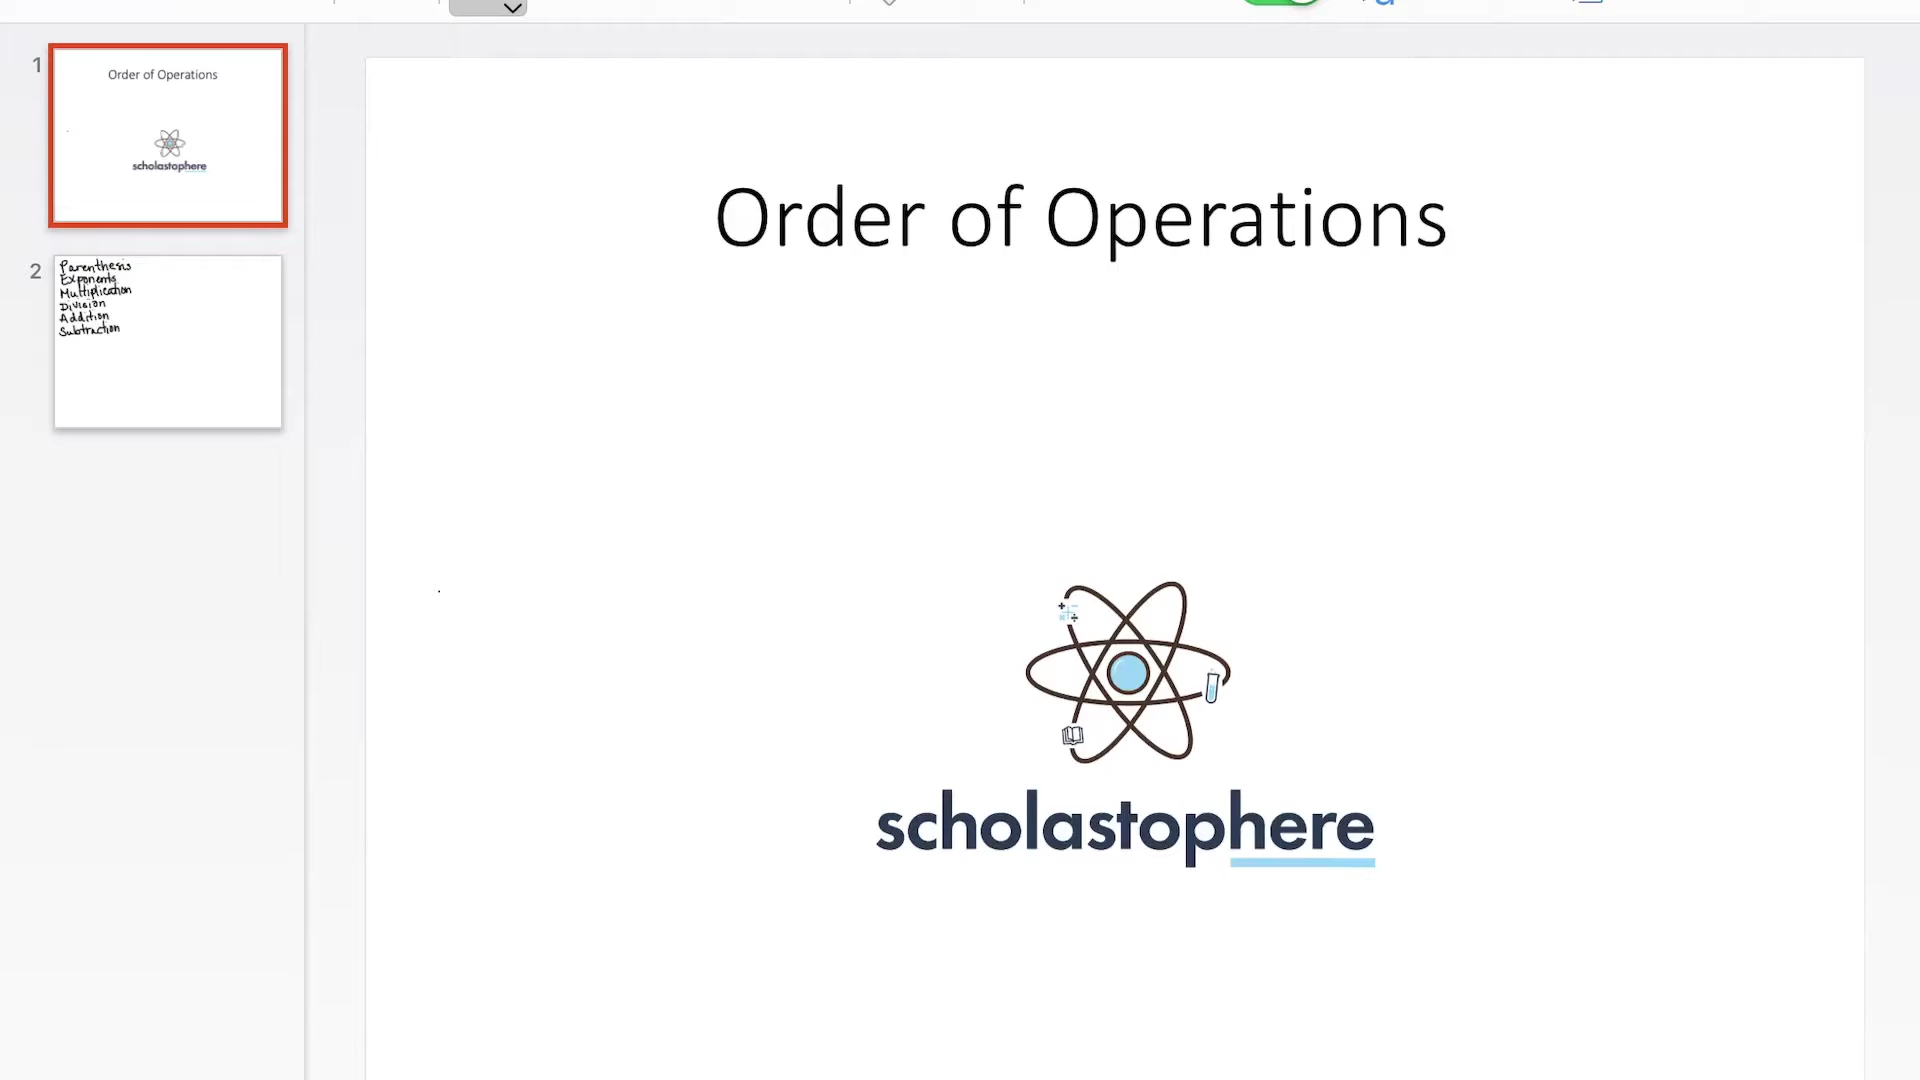 1
Order of Operations
scholastophere
2
Parenthesis
Exponents
Multiplication
Division
Addition
Subtraction
Order of Operations
scholastophere